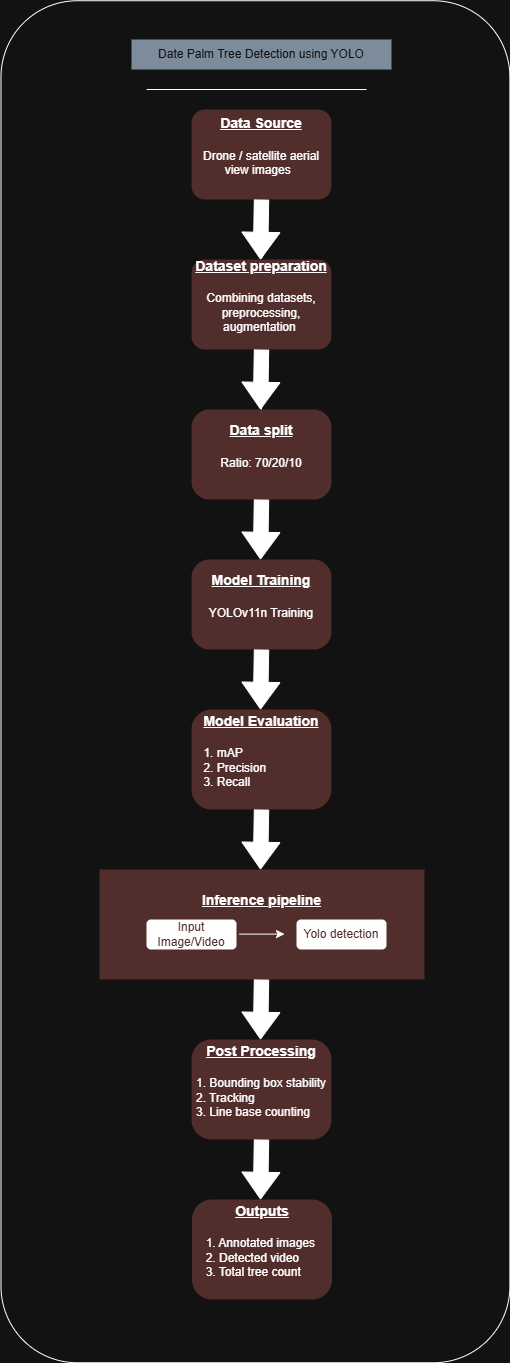 Date Palm Tree Detection using YOLO
Data Source
Drone / satellite aerial
view images
Dataset preparation
Combining datasets,
preprocessing,
augmentation
Data split
Ratio: 70/20/10
Model Training
YOLOv11n Training
Model Evaluation
1. mAP
2. Precision
3. Recall
Inference pipeline
Input
Image/Video
Yolo detection
Post Processing
1. Bounding box stability
2. Tracking
3. Line base counting
Outputs
1. Annotated images
2. Detected video
3. Total tree count